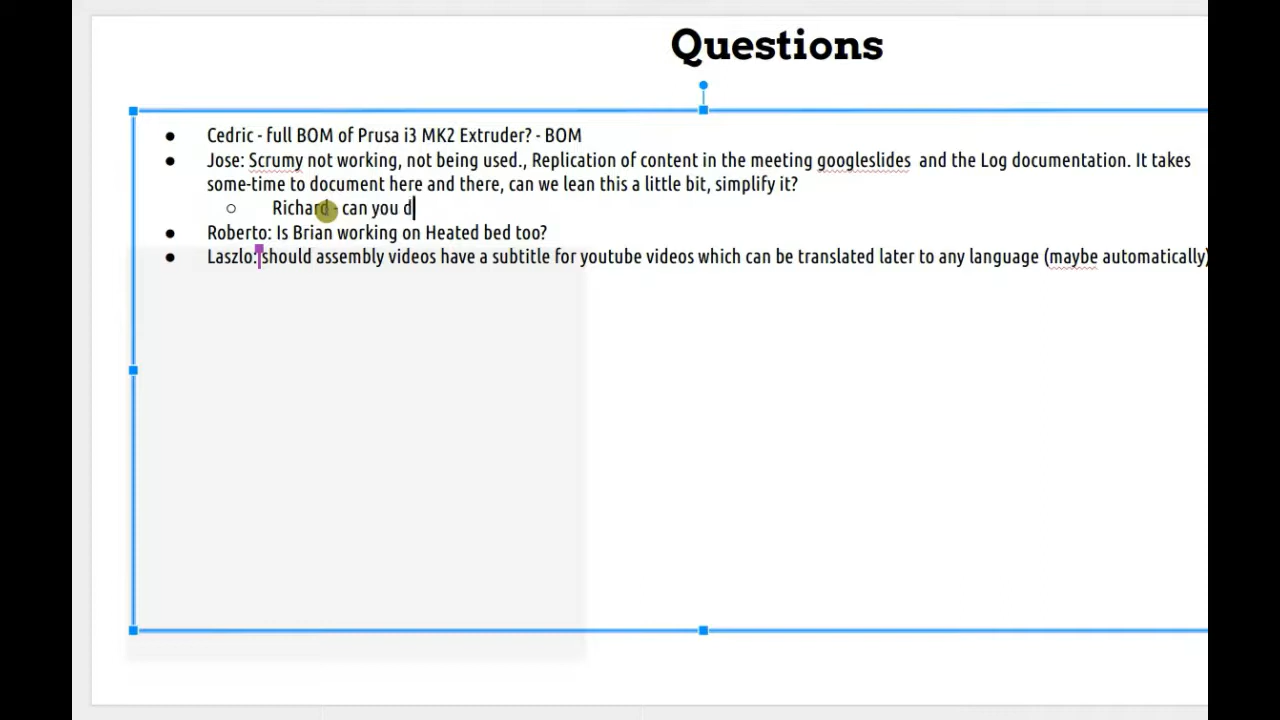 Questions
● Cedric - full BOM of Prusa i3 MK2 Extruder? - BOM
● Jose: Scrumy not working, not being used., Replication of content in the meeting googleslides and the Log documentation. It takes
some-time to document here and there, can we lean this a little bit, simplify it?
○ Richard - can you d
● Roberto: Is Brian working on Heated bed too?
● Laszlo: should assembly videos have a subtitle for youtube videos which can be translated later to any language (maybe automatically)